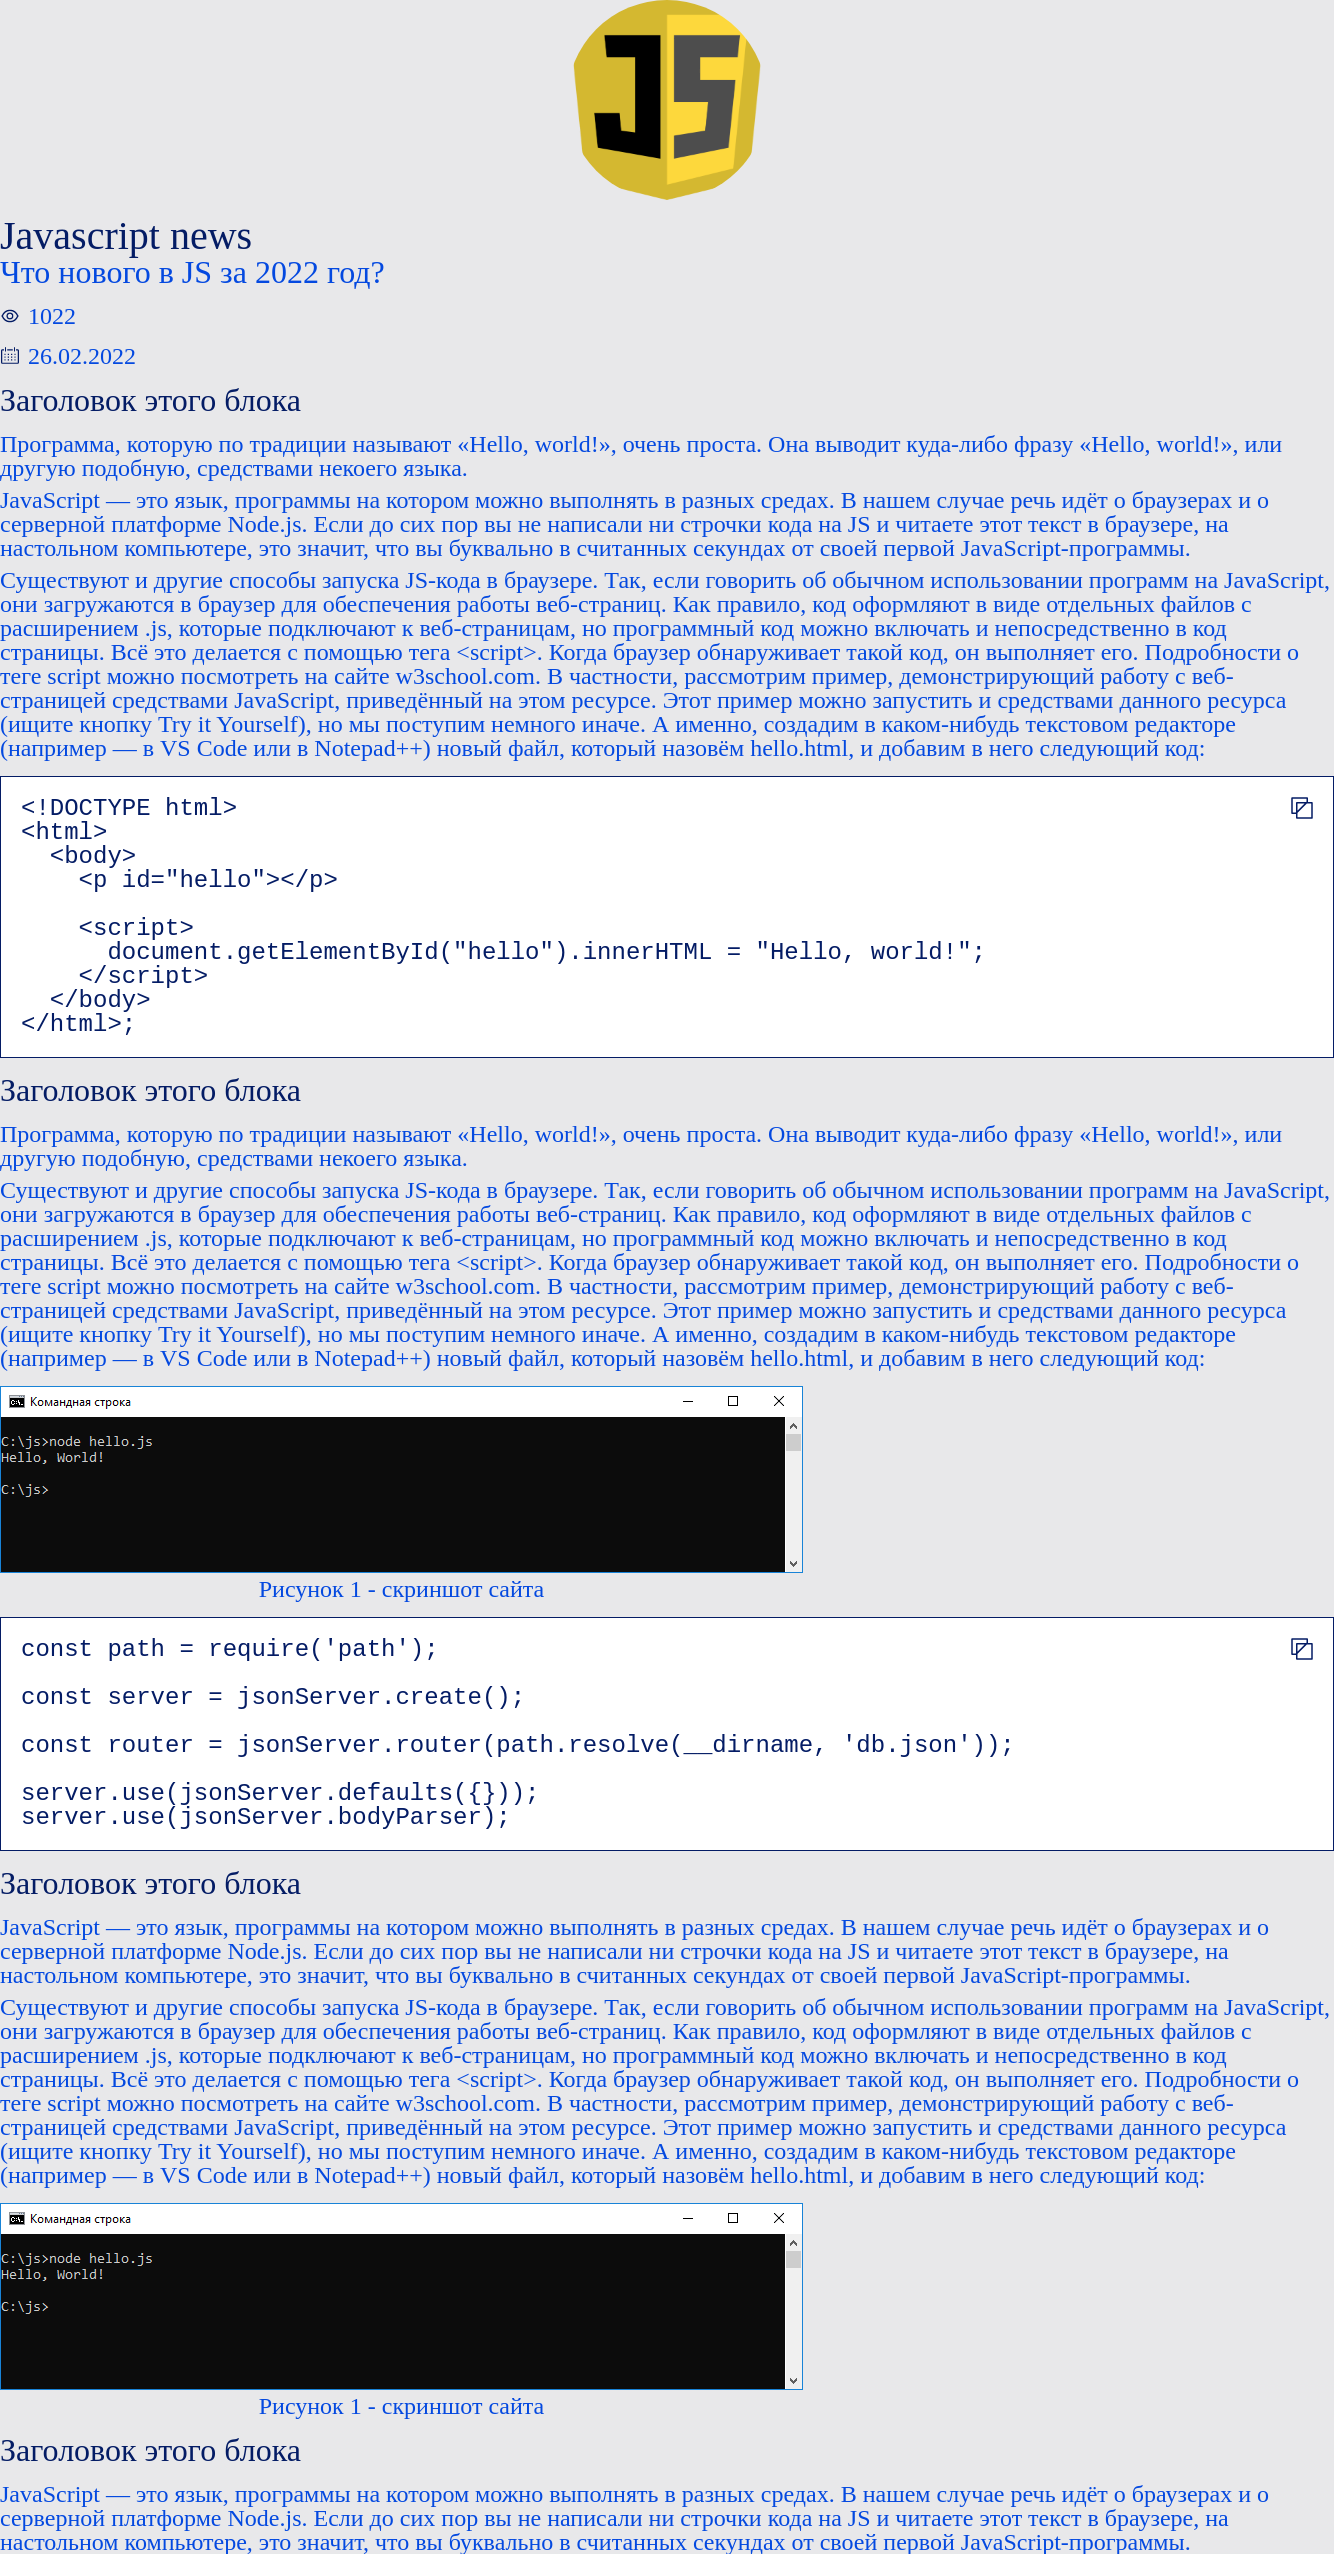 JS
Javascript news
Что нового в JS за 2022 год?
1022
26.02.2022
Заголовок этого блока
Программа, которую по традиции называют «Hello, world!», очень проста. Она выводит куда-либо фразу «Hello, world!», или
другую подобную, средствами некоего языка.
JavaScript — это язык, программы на котором можно выполнять в разных средах. В нашем случае речь идёт о браузерах и о
серверной платформе Node.js. Если до сих пор вы не написали ни строчки кода на JS и читаете этот текст в браузере, на
настольном компьютере, это значит, что вы буквально в считанных секундах от своей первой JavaScript-программы.
Существуют и другие способы запуска JS-кода в браузере. Так, если говорить об обычном использовании программ на JavaScript,
они загружаются в браузер для обеспечения работы веб-страниц. Как правило, код оформляют в виде отдельных файлов с
расширением .js, которые подключают к веб-страницам, но программный код можно включать и непосредственно в код
страницы. Всё это делается с помощью тега <script>. Когда браузер обнаруживает такой код, он выполняет его. Подробности о
теге script можно посмотреть на сайте w3school.com. В частности, рассмотрим пример, демонстрирующий работу с веб-
страницей средствами JavaScript, приведённый на этом ресурсе. Этот пример можно запустить и средствами данного ресурса
(ищите кнопку Try it Yourself), но мы поступим немного иначе. А именно, создадим в каком-нибудь текстовом редакторе
(например — в VS Code или в Notepad++) новый файл, который назовём hello.html, и добавим в него следующий код:
<!DOCTYPE html>
<html>
  <body>
    <p id="hello"></p>
    <script>
      document.getElementById("hello").innerHTML = "Hello, world!";
    </script>
  </body>
</html>;
Заголовок этого блока
Программа, которую по традиции называют «Hello, world!», очень проста. Она выводит куда-либо фразу «Hello, world!», или
другую подобную, средствами некоего языка.
Существуют и другие способы запуска JS-кода в браузере. Так, если говорить об обычном использовании программ на JavaScript,
они загружаются в браузер для обеспечения работы веб-страниц. Как правило, код оформляют в виде отдельных файлов с
расширением .js, которые подключают к веб-страницам, но программный код можно включать и непосредственно в код
страницы. Всё это делается с помощью тега <script>. Когда браузер обнаруживает такой код, он выполняет его. Подробности о
теге script можно посмотреть на сайте w3school.com. В частности, рассмотрим пример, демонстрирующий работу с веб-
страницей средствами JavaScript, приведённый на этом ресурсе. Этот пример можно запустить и средствами данного ресурса
(ищите кнопку Try it Yourself), но мы поступим немного иначе. А именно, создадим в каком-нибудь текстовом редакторе
(например — в VS Code или в Notepad++) новый файл, который назовём hello.html, и добавим в него следующий код:
Командная строка
C:\js>node hello.js
Hello, World!
C:\js>
Рисунок 1 - скриншот сайта
const path = require('path');
const server = jsonServer.create();
const router = jsonServer.router(path.resolve(__dirname, 'db.json'));
server.use(jsonServer.defaults({}));
server.use(jsonServer.bodyParser);
Заголовок этого блока
JavaScript — это язык, программы на котором можно выполнять в разных средах. В нашем случае речь идёт о браузерах и о
серверной платформе Node.js. Если до сих пор вы не написали ни строчки кода на JS и читаете этот текст в браузере, на
настольном компьютере, это значит, что вы буквально в считанных секундах от своей первой JavaScript-программы.
Существуют и другие способы запуска JS-кода в браузере. Так, если говорить об обычном использовании программ на JavaScript,
они загружаются в браузер для обеспечения работы веб-страниц. Как правило, код оформляют в виде отдельных файлов с
расширением .js, которые подключают к веб-страницам, но программный код можно включать и непосредственно в код
страницы. Всё это делается с помощью тега <script>. Когда браузер обнаруживает такой код, он выполняет его. Подробности о
теге script можно посмотреть на сайте w3school.com. В частности, рассмотрим пример, демонстрирующий работу с веб-
страницей средствами JavaScript, приведённый на этом ресурсе. Этот пример можно запустить и средствами данного ресурса
(ищите кнопку Try it Yourself), но мы поступим немного иначе. А именно, создадим в каком-нибудь текстовом редакторе
(например — в VS Code или в Notepad++) новый файл, который назовём hello.html, и добавим в него следующий код:
Командная строка
C:\js>node hello.js
Hello, World!
C:\js>
Рисунок 1 - скриншот сайта
Заголовок этого блока
JavaScript — это язык, программы на котором можно выполнять в разных средах. В нашем случае речь идёт о браузерах и о
серверной платформе Node.js. Если до сих пор вы не написали ни строчки кода на JS и читаете этот текст в браузере, на
настольном компьютере, это значит, что вы буквально в считанных секундах от своей первой JavaScript-программы.